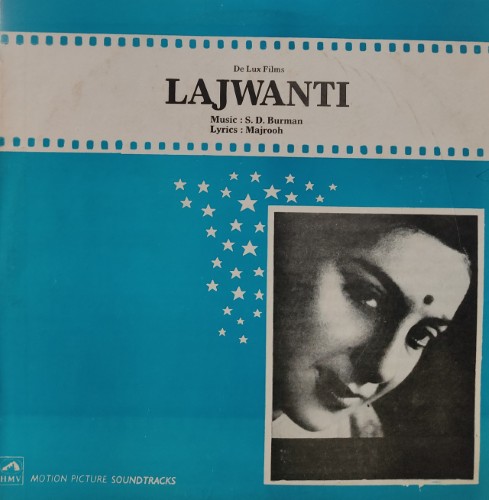 De Lux Films
LAJWANTI
Music : S. D. Burman
Lyrics : Majrooh
HMV
MOTION PICTURE SOUNDTRACKS